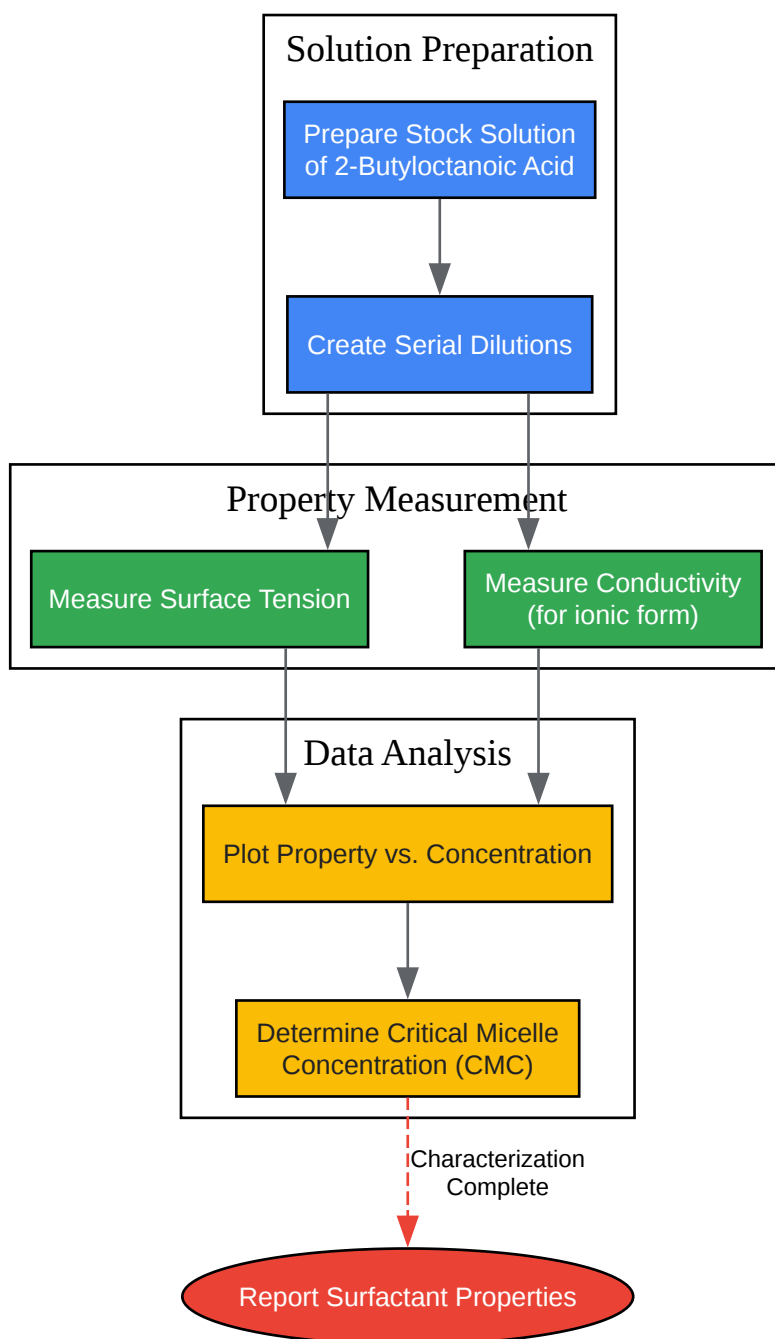 Solution Preparation
Prepare Stock Solution
of 2-Butyloctanoic Acid
Create Serial Dilutions
Property Measurement
Measure Surface Tension
Measure Conductivity
(for ionic form)
Data Analysis
Plot Property vs. Concentration
Determine Critical Micelle
Concentration (CMC)
Characterization
Complete
Report Surfactant Properties